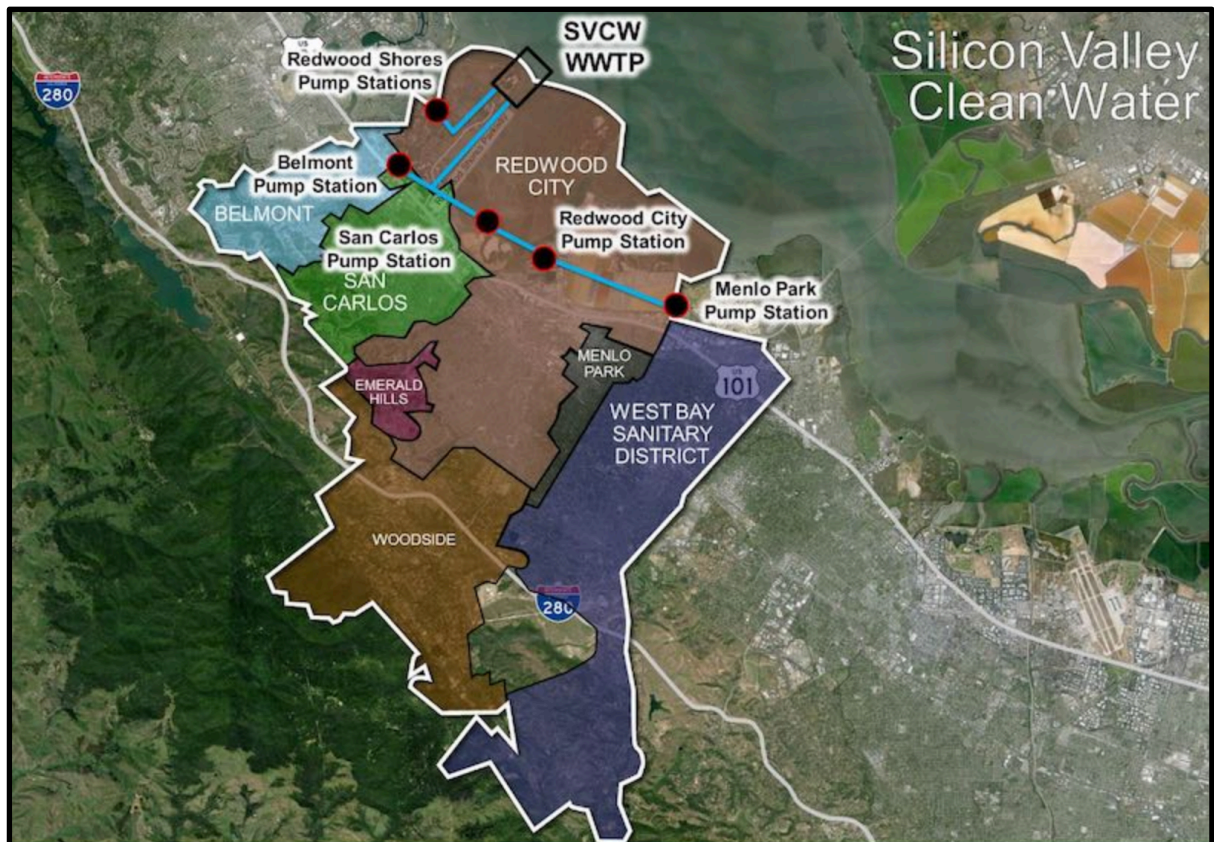 Silicon Valley
Clean Water
SVCW
WWTP
US
Redwood Shores
Pump Stations
280
Belmont
Pump Station
BELMONT
REDWOOD
CITY
San Carlos
Pump Station
SAN
CARLOS
Redwood City
Pump Station
Menlo Park
Pump Station
MENLO
PARK
EMERALD
HILLS
US
101
WEST BAY
SANITARY
DISTRICT
WOODSIDE
280